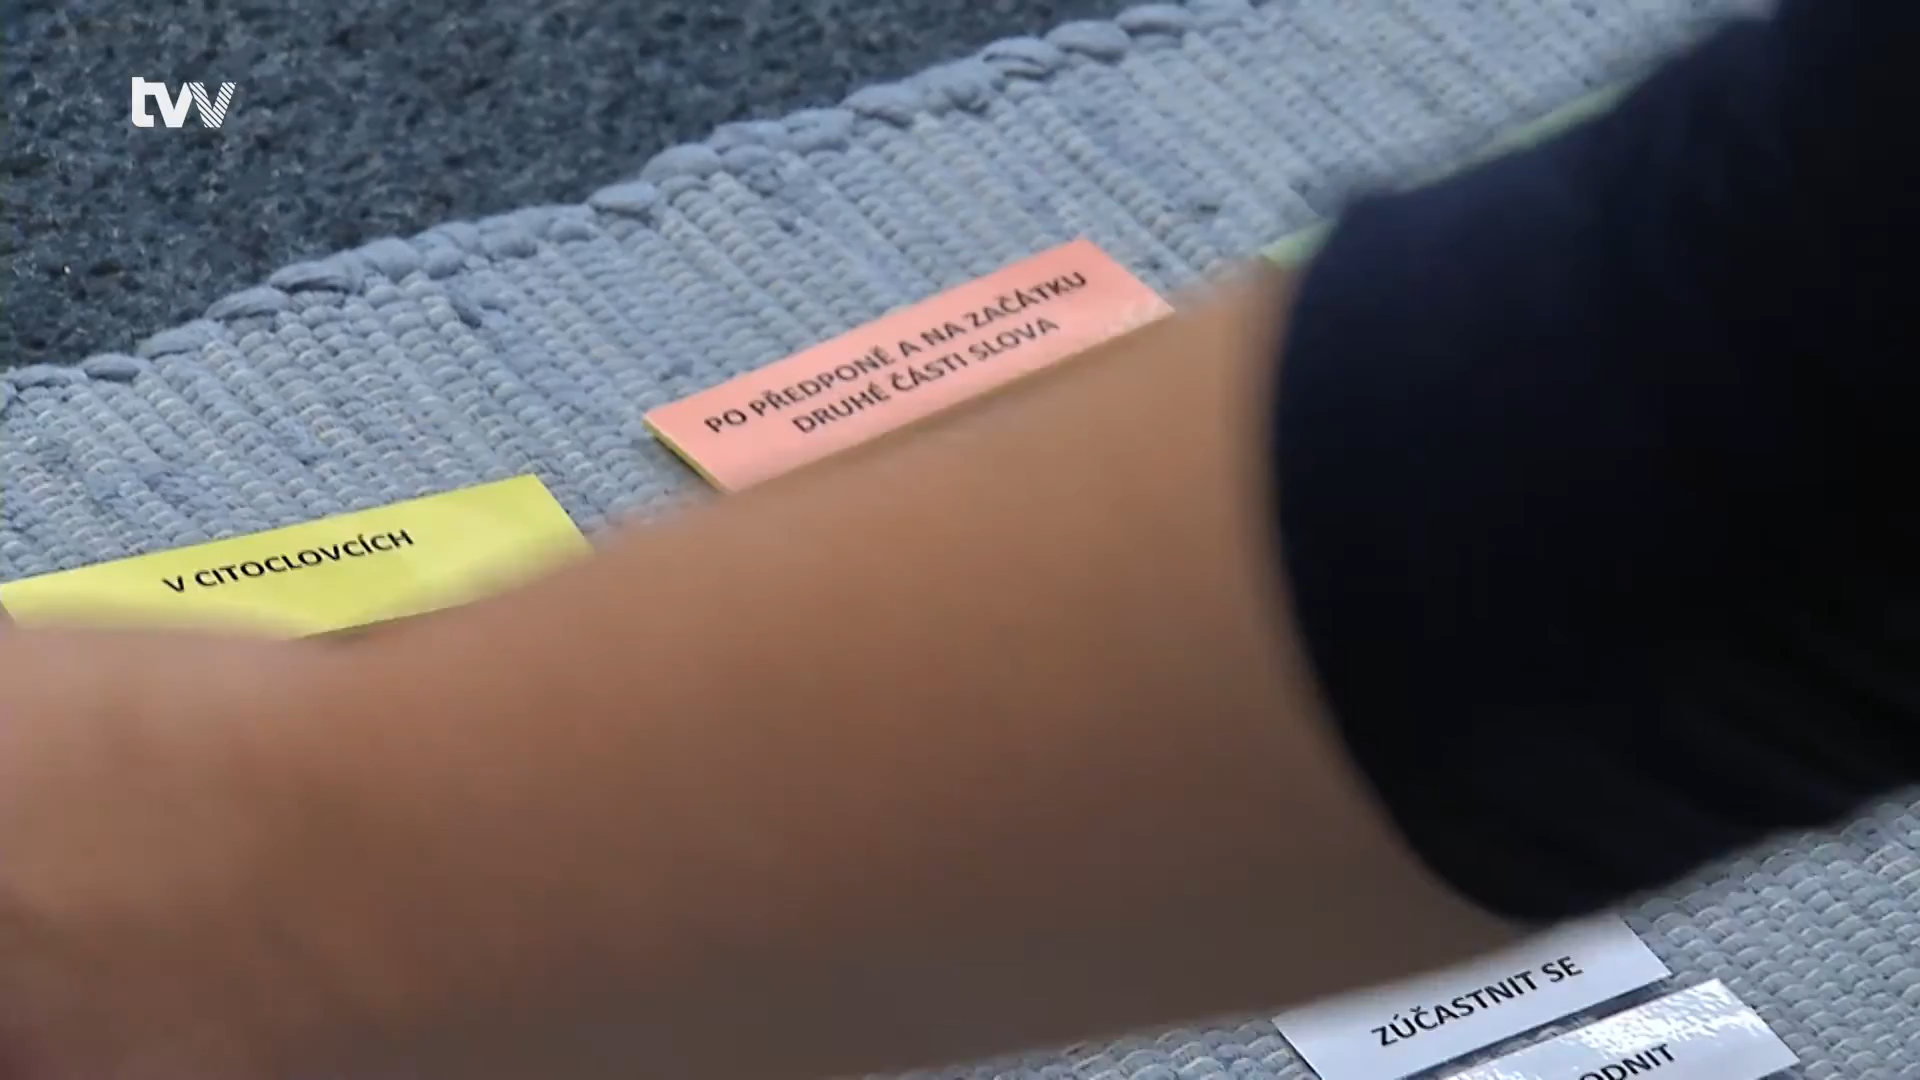 tvv
PO PŘEDPONĚ A NA ZAČÁTKU
DRUHÉ ČÁSTI SLOVA
V CITOCLOVCÍCH
ZÚČASTNIT SE